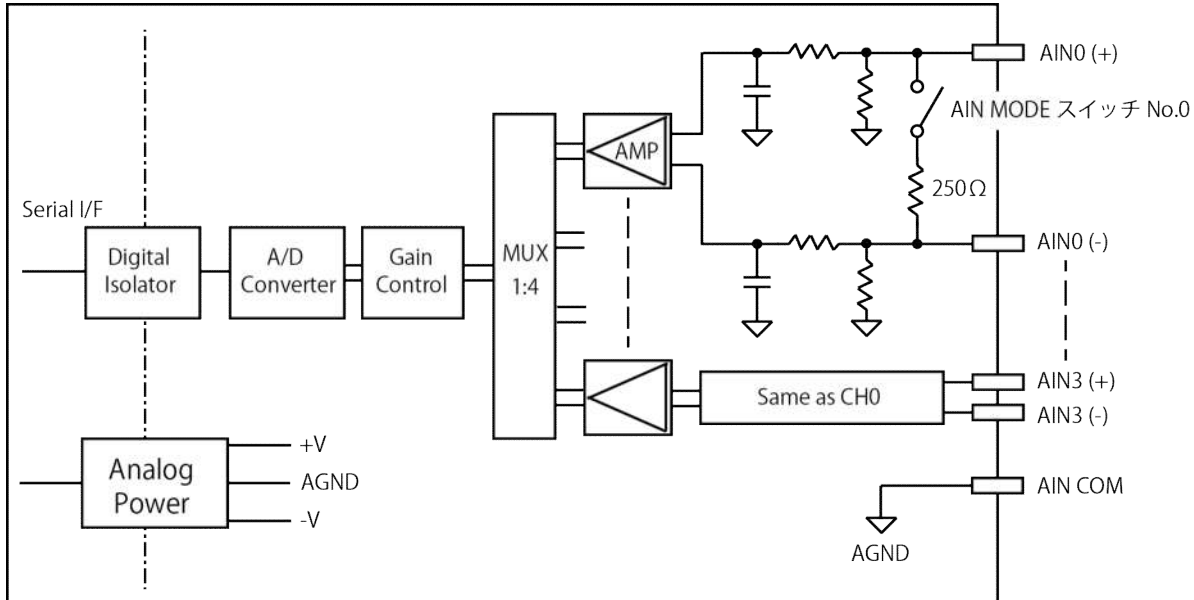 AIN0 (+)
AIN MODE スイッチ No.0
AMP
250Ω
Serial I/F
Digital
Isolator
A/D
Converter
Gain
Control
MUX
1:4
AIN0 (-)
Same as CH0
AIN3 (+)
AIN3 (-)
Analog
Power
+V
AGND
-V
AIN COM
AGND